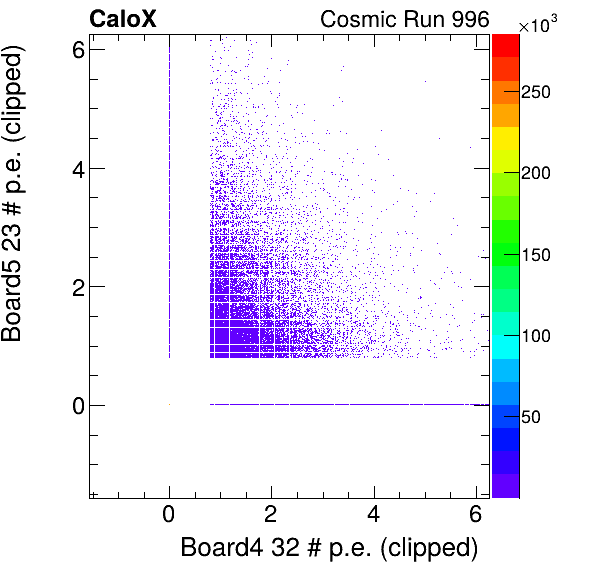 CaloX Cosmic Run 996
×10³
Board5 23 # p.e. (clipped)
6
4
2
0
250
200
150
100
50
0 2 4 6
Board4 32 # p.e. (clipped)